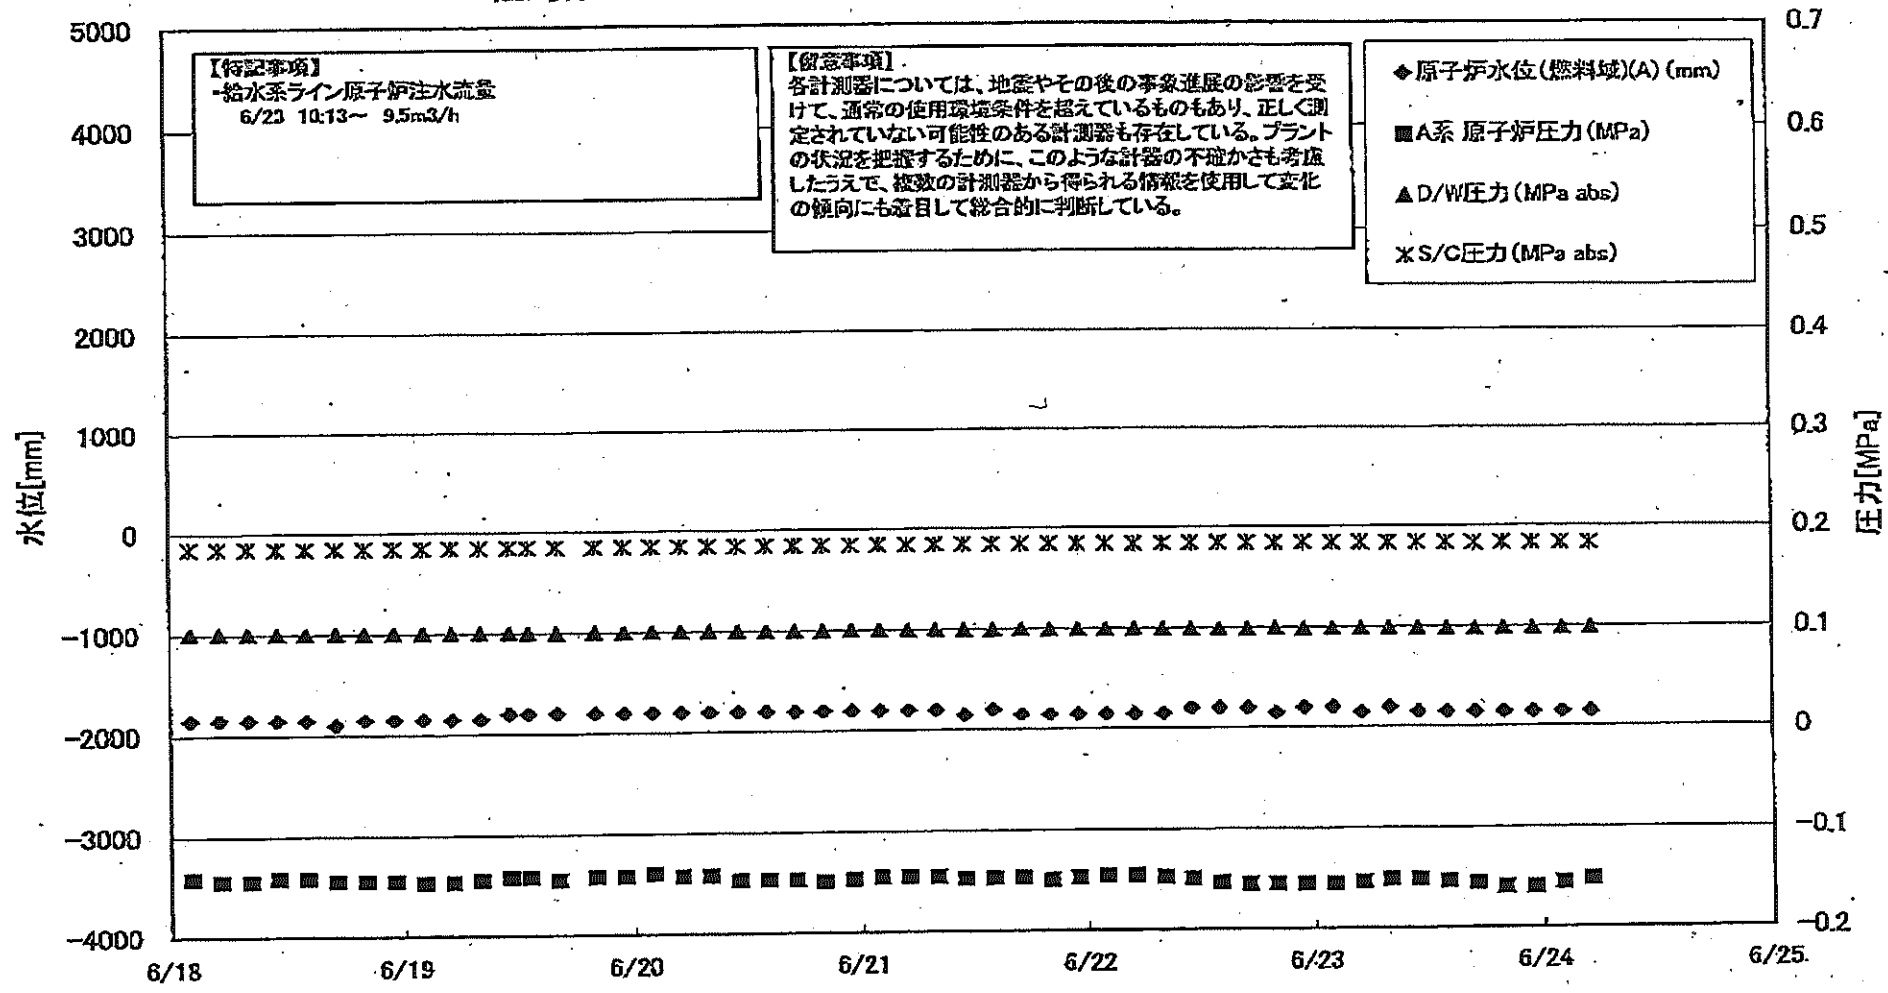 5000
4000
3000
2000
1000
0
-1000
-2000
-3000
-4000
水位[mm]
【特記事項】
・給水系ライン原子炉注水流量
6/23 10:13～ 9.5m3/h
【留意事項】
各計測器については、地震やその後の事象進展の影響を受
けて、通常の使用環境条件を超えているものもあり、正しく測
定されていない可能性のある計測器も存在している。プラント
の状況を把握するために、このような計器の不確かさも考慮
したうえで、複数の計測器から得られる情報を使用して変化
の傾向にも着目して総合的に判断している。
原子炉水位(燃料域)(A) (mm)
A系 原子炉圧力(MPa)
D/W圧力(MPa abs)
S/C圧力(MPa abs)
0.7
0.6
0.5
0.4
0.3
0.2
0.1
0
-0.1
-0.2
圧力[MPa]
6/18
6/19
6/20
6/21
6/22
6/23
6/24
6/25